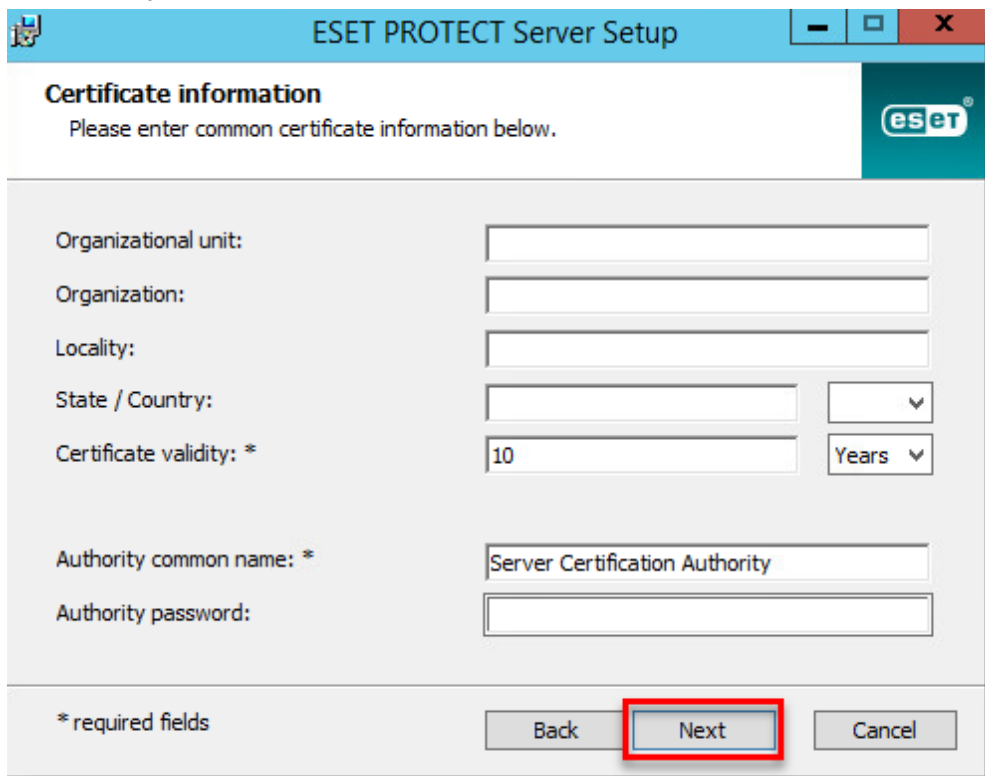 ESET PROTECT Server Setup
Certificate information
Please enter common certificate information below.
eset®
Organizational unit:
Organization:
Locality:
State / Country:
Certificate validity: * 10 Years
Authority common name: * Server Certification Authority
Authority password:
* required fields Back Next Cancel